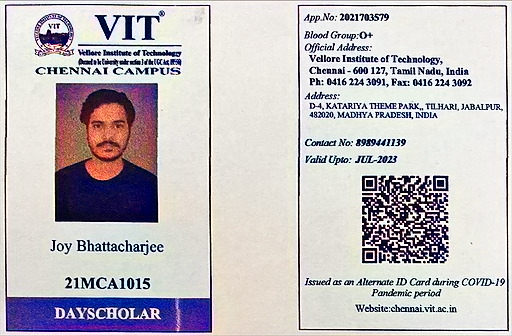 VIT®
Vellore Institute of Technology
(Deemed to be University under section 3 of the UGC Act, 1956)
CHENNAI CAMPUS
Joy Bhattacharjee
21MCA1015
DAYSCHOLAR
App.No: 2021703579
Blood Group:O+
Official Address:
Vellore Institute of Technology,
Chennai - 600 127, Tamil Nadu, India
Ph: 0416 224 3091, Fax: 0416 224 3092
Address:
D-4, KATARIYA THEME PARK,, TILHARI, JABALPUR,
482020, MADHYA PRADESH, INDIA
Contact No: 8989441139
Valid Upto: JUL-2023
Issued as an Alternate ID Card during COVID-19
Pandemic period
Website:chennai.vit.ac.in